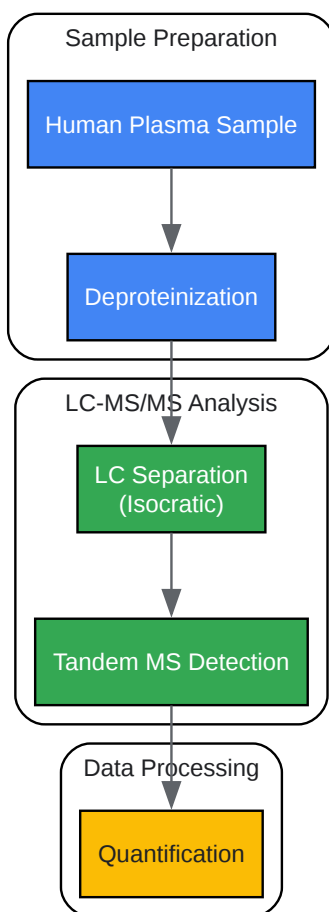 Sample Preparation
Human Plasma Sample
Deproteinization
LC-MS/MS Analysis
LC Separation
(Isocratic)
Tandem MS Detection
Data Processing
Quantification